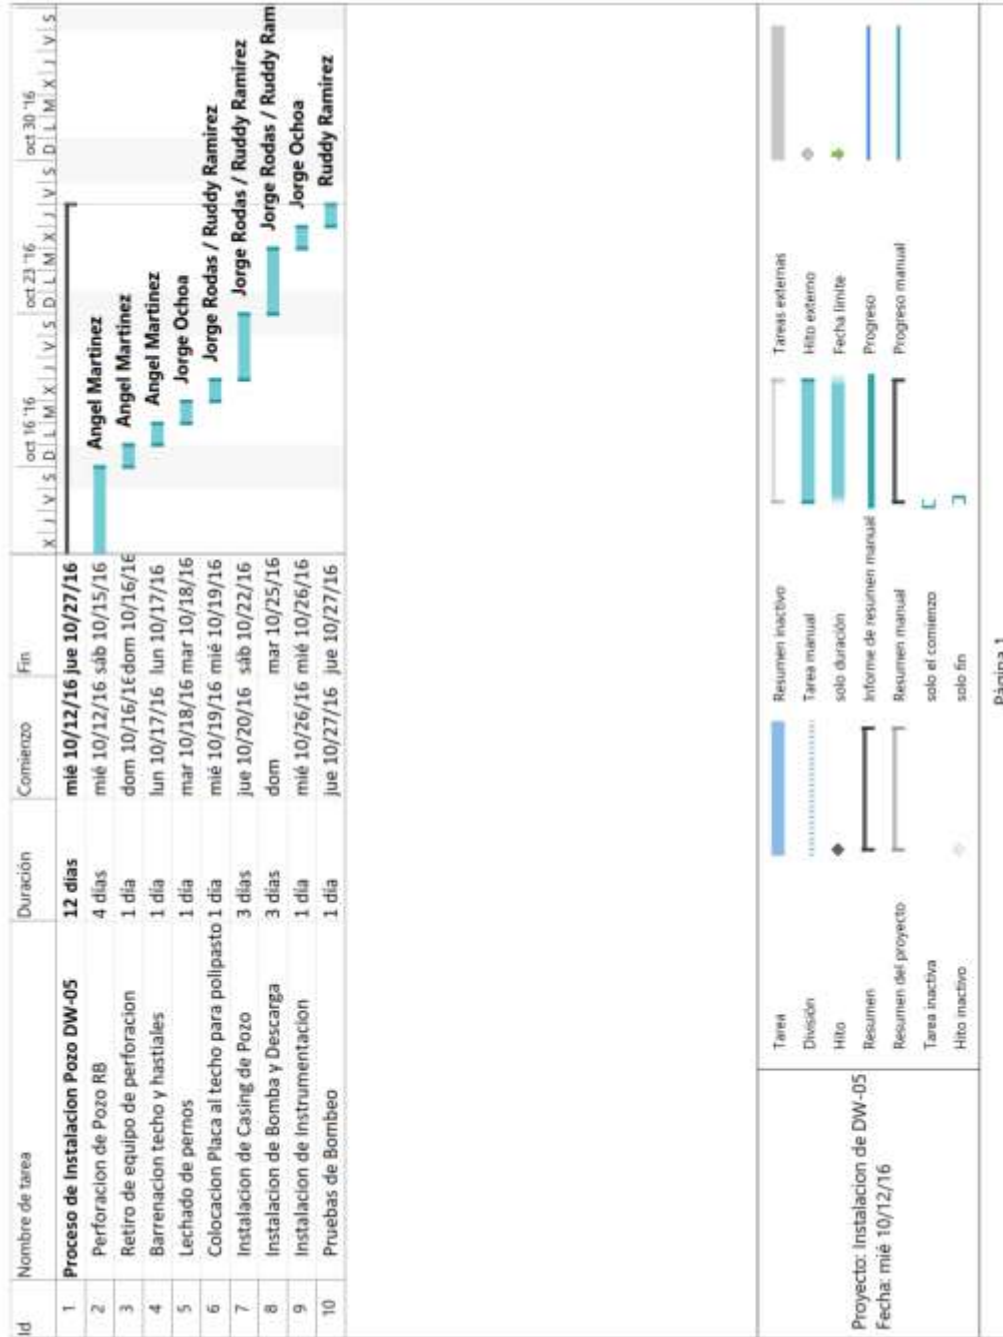 Id Nombre de tarea Duración Comienzo Fin oct 16 '16 oct 23 '16 oct 30 '16
X J V S D L M X J V S D L M X J V S D L M X J V S
1 Proceso de Instalacion Pozo DW-05 12 días mié 10/12/16 jue 10/27/16
2 Perforacion de Pozo RB 4 días mié 10/12/16 sáb 10/15/16 Angel Martinez
3 Retiro de equipo de perforacion 1 día dom 10/16/16 dom 10/16/16 Angel Martinez
4 Barrenacion techo y hastiales 1 día lun 10/17/16 lun 10/17/16 Angel Martinez
5 Lechado de pernos 1 día mar 10/18/16 mar 10/18/16 Jorge Ochoa
6 Colocacion Placa al techo para polipasto 1 día mié 10/19/16 mié 10/19/16 Jorge Rodas / Ruddy Ramirez
7 Instalacion de Casing de Pozo 3 días jue 10/20/16 sáb 10/22/16 Jorge Rodas / Ruddy Ramirez
8 Instalacion de Bomba y Descarga 3 días dom mar 10/25/16 Jorge Rodas / Ruddy Ram
9 Instalacion de Instrumentacion 1 día mié 10/26/16 mié 10/26/16 Jorge Ochoa
10 Pruebas de Bombeo 1 día jue 10/27/16 jue 10/27/16 Ruddy Ramirez
Proyecto: Instalacion de DW-05
Fecha: mié 10/12/16
Tarea Resumen inactivo Tareas externas
División Tarea manual Hito externo
Hito solo duración Fecha límite
Resumen Informe de resumen manual Progreso
Resumen del proyecto Resumen manual Progreso manual
Tarea inactiva solo el comienzo
Hito inactivo solo fin
Página 1